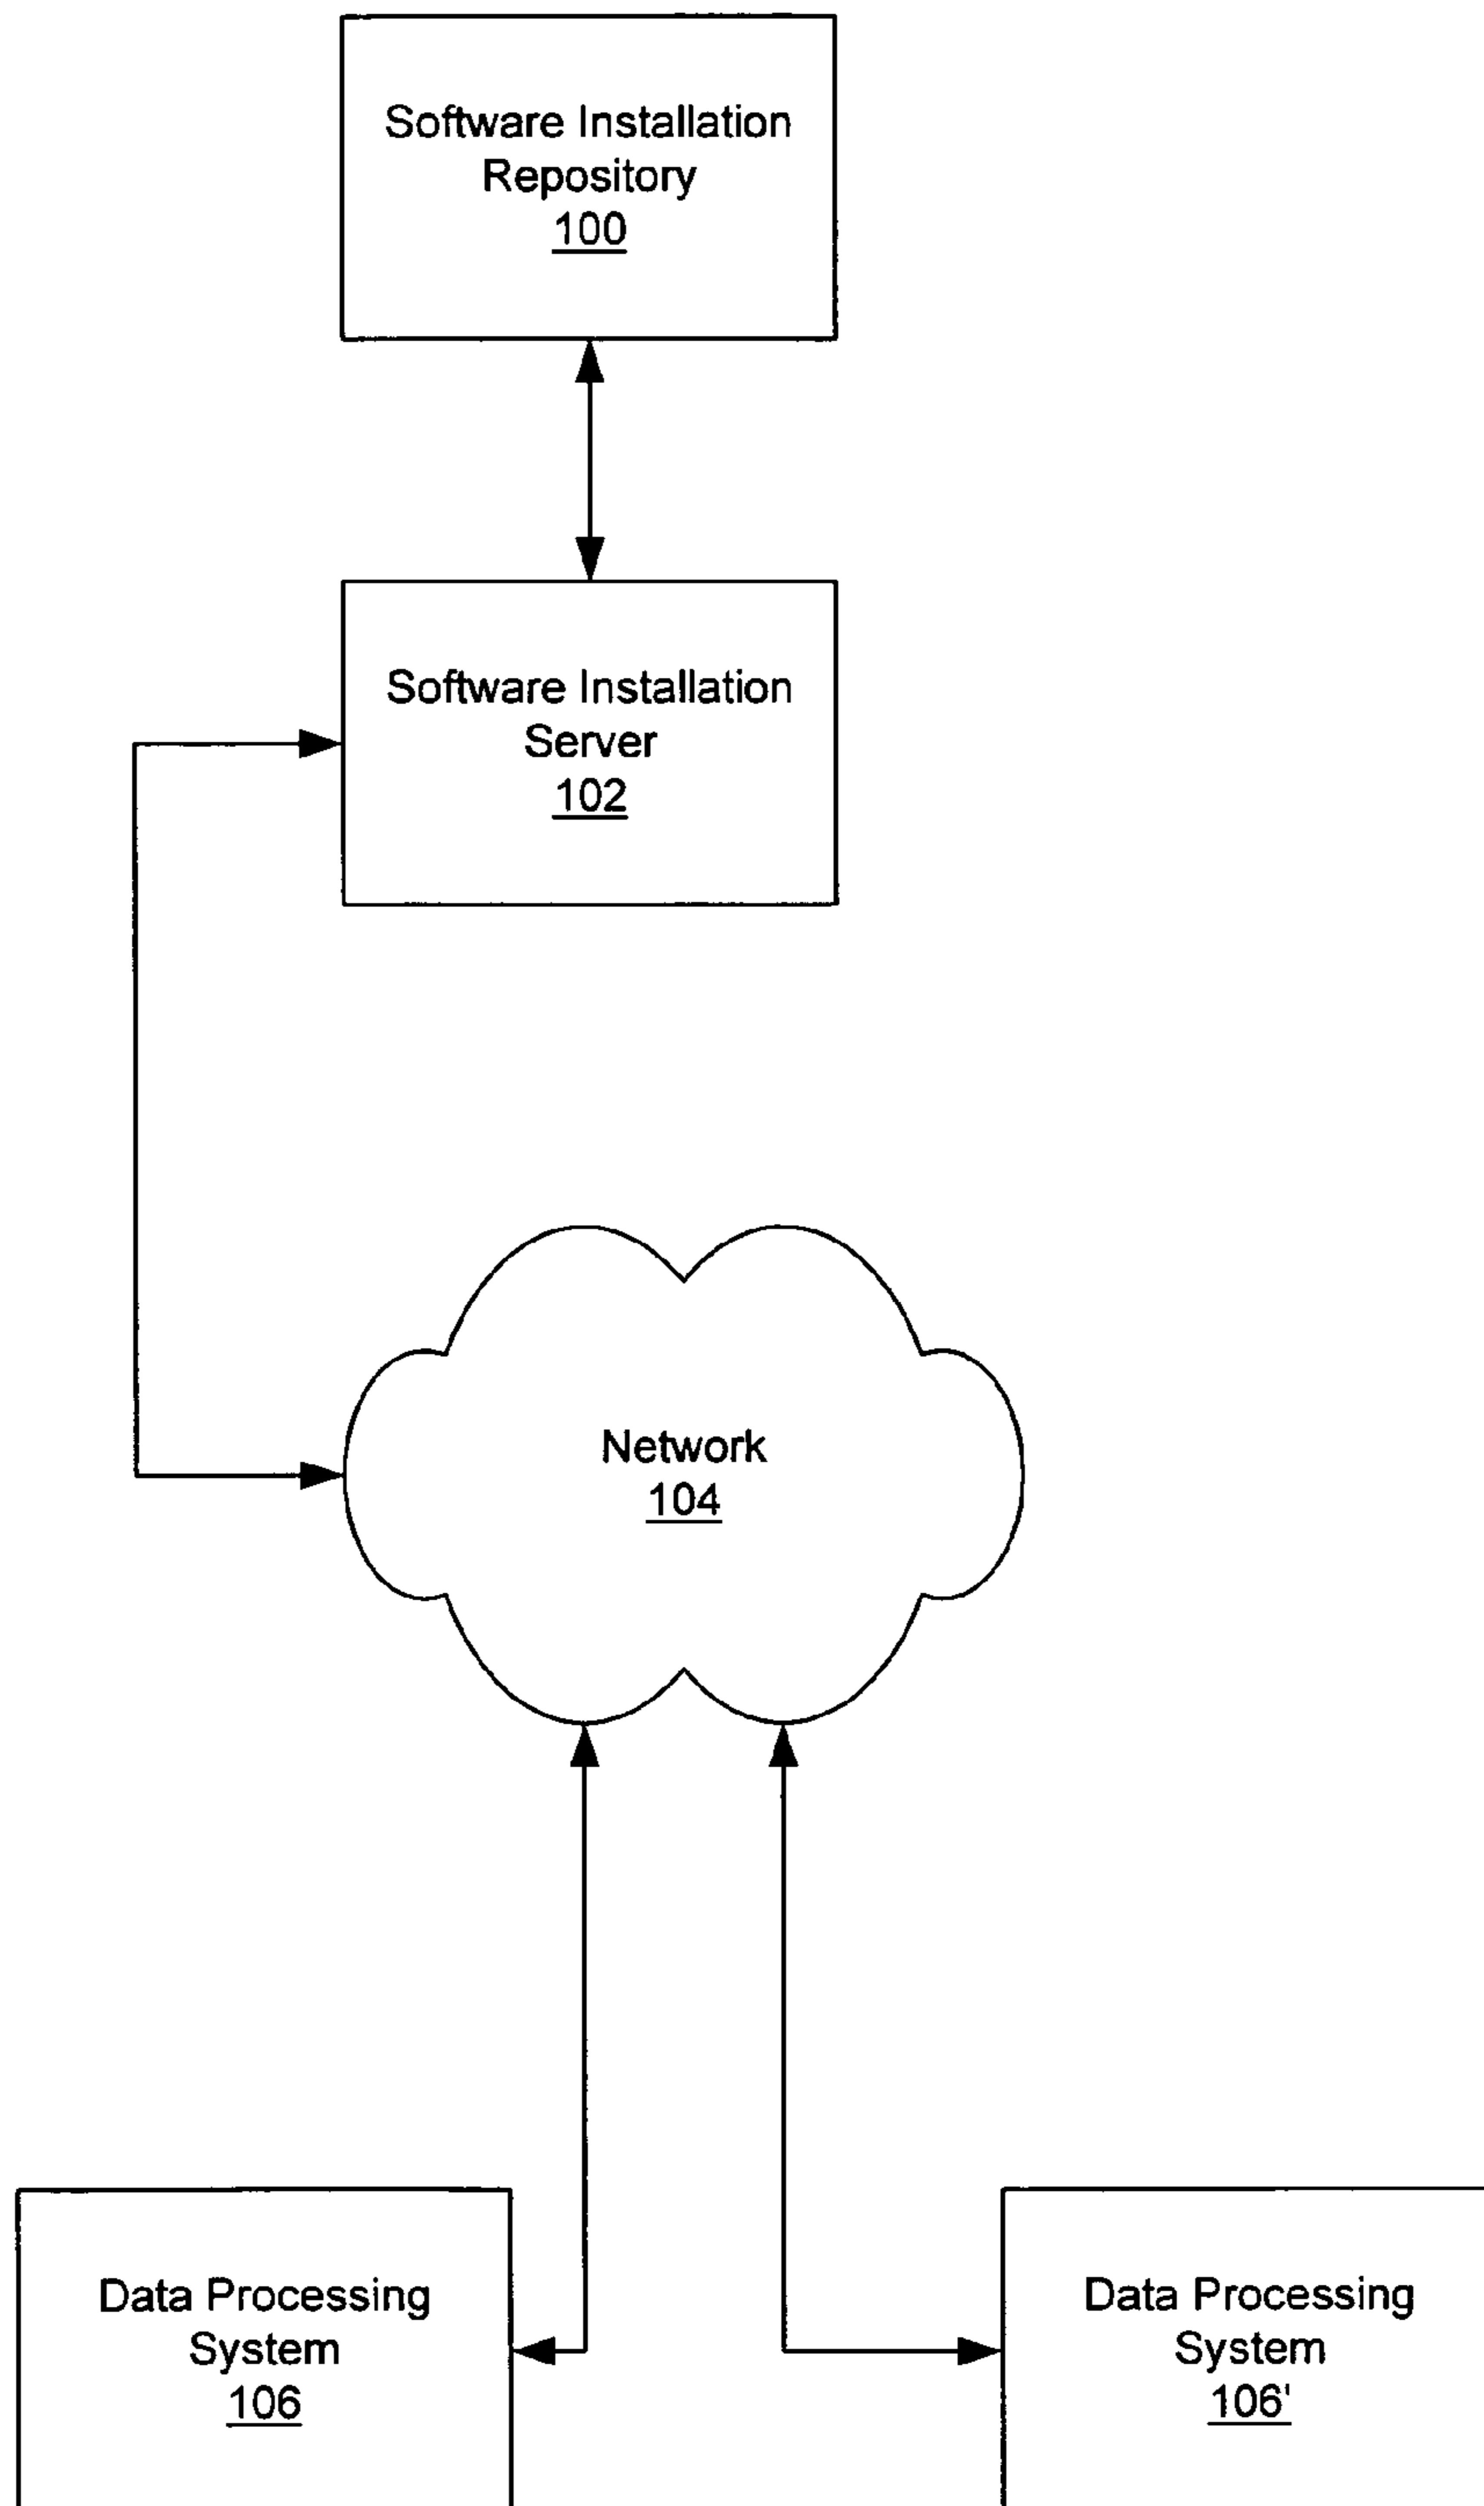 Software Installation
Repository
100
Software Installation
Server
102
Network
104
Data Processing
System
106
Data Processing
System
106'